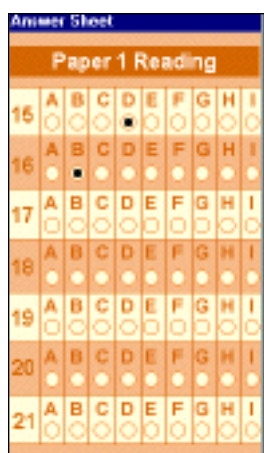 Answer Sheet
Paper 1 Reading
15 A B C D E F G H I
16 A B C D E F G H I
17 A B C D E F G H I
18 A B C D E F G H I
19 A B C D E F G H I
20 A B C D E F G H I
21 A B C D E F G H I